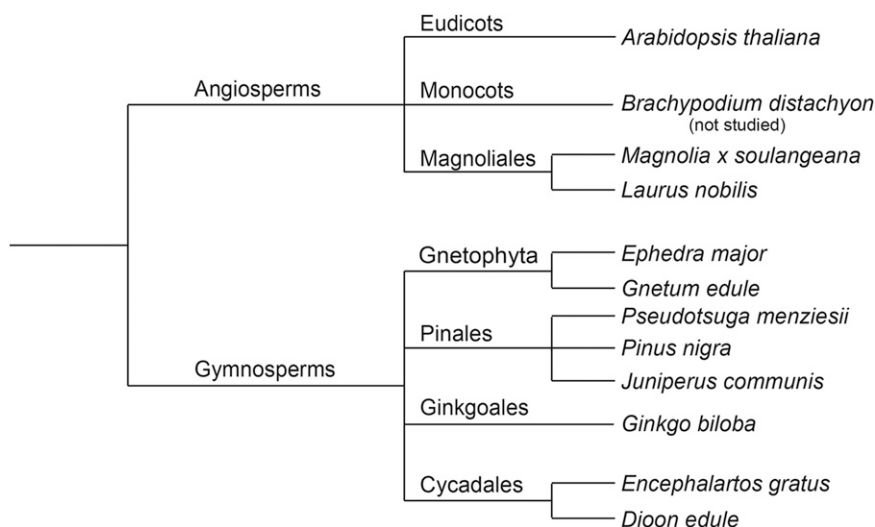 Eudicots
Arabidopsis thaliana
Angiosperms
Monocots
Brachypodium distachyon
(not studied)
Magnoliales
Magnolia x soulangeana
Laurus nobilis
Gnetophyta
Ephedra major
Gnetum edule
Pseudotsuga menziesii
Pinales
Pinus nigra
Gymnosperms
Juniperus communis
Ginkgoales
Ginkgo biloba
Cycadales
Encephalartos gratus
Dioon edule